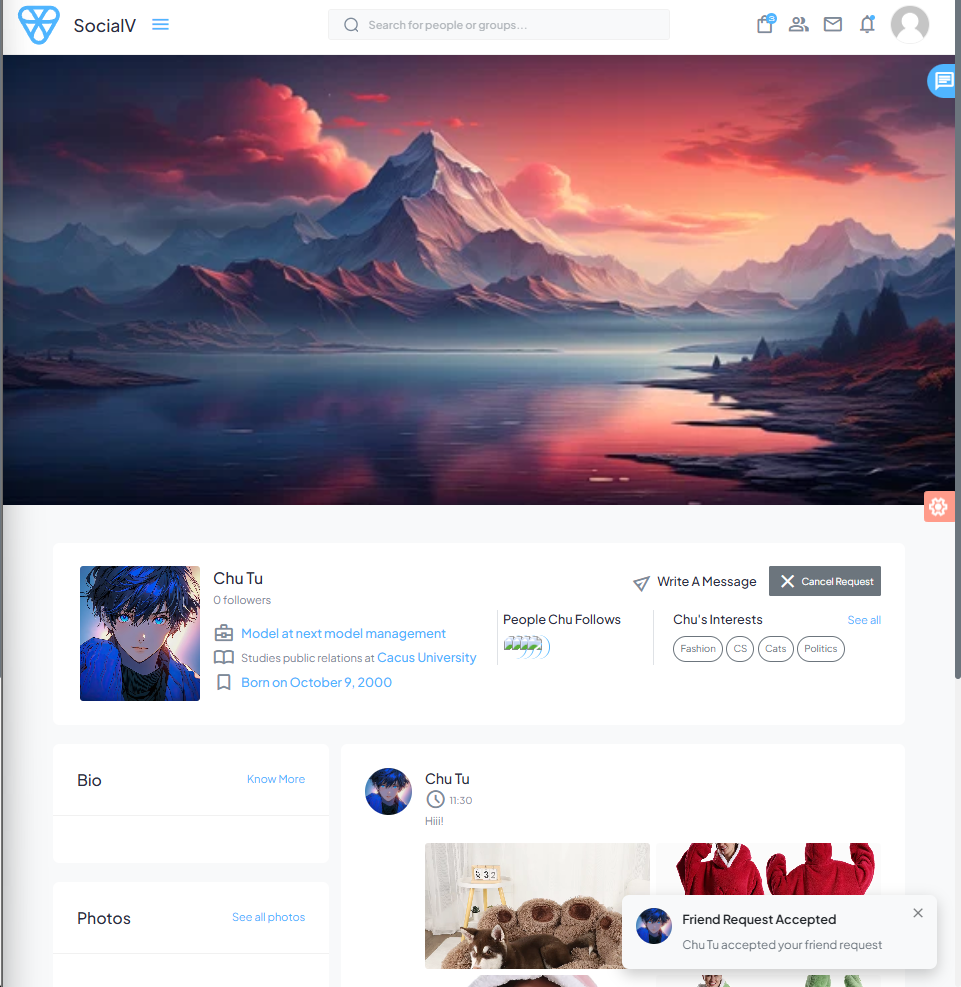 SocialV
Search for people or groups...
3
Chu Tu
0 followers
Write A Message
Cancel Request
Model at next model management
Studies public relations at Cacus University
Born on October 9, 2000
People Chu Follows
Chu's Interests
See all
Fashion
CS
Cats
Politics
Bio
Know More
Photos
See all photos
Chu Tu
11:30
Hiii!
Friend Request Accepted
Chu Tu accepted your friend request